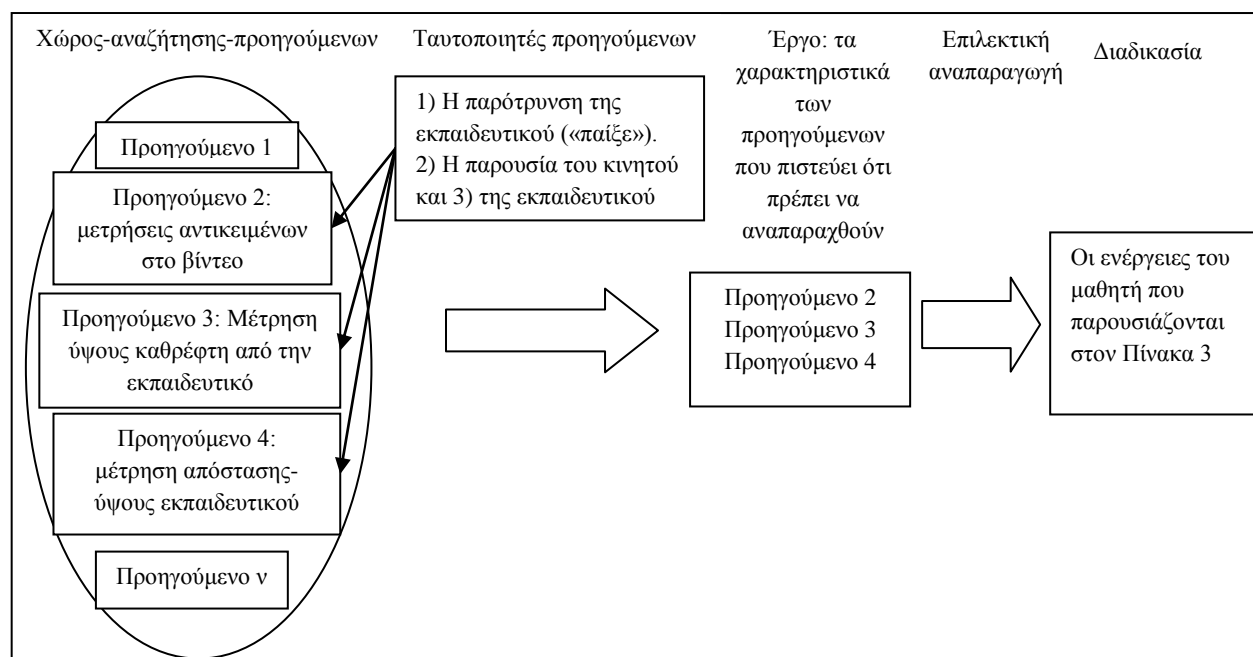 Χώρος-αναζήτησης-προηγούμενων
Προηγούμενο 1
Προηγούμενο 2:
μετρήσεις αντικειμένων
στο βίντεο
Προηγούμενο 3: Μέτρηση
ύψους καθρέφτη από την
εκπαιδευτικό
Προηγούμενο 4:
μέτρηση απόστασης-
ύψους εκπαιδευτικού
Προηγούμενο ν
Ταυτοποιητές προηγούμενων
1) Η παρότρυνση της
εκπαιδευτικού («παίξε»).
2) Η παρουσία του κινητού
και 3) της εκπαιδευτικού
Έργο: τα
χαρακτηριστικά
των
προηγούμενων
που πιστεύει ότι
πρέπει να
αναπαραχθούν
Προηγούμενο 2
Προηγούμενο 3
Προηγούμενο 4
Επιλεκτική
αναπαραγωγή
Διαδικασία
Οι ενέργειες του
μαθητή που
παρουσιάζονται
στον Πίνακα 3